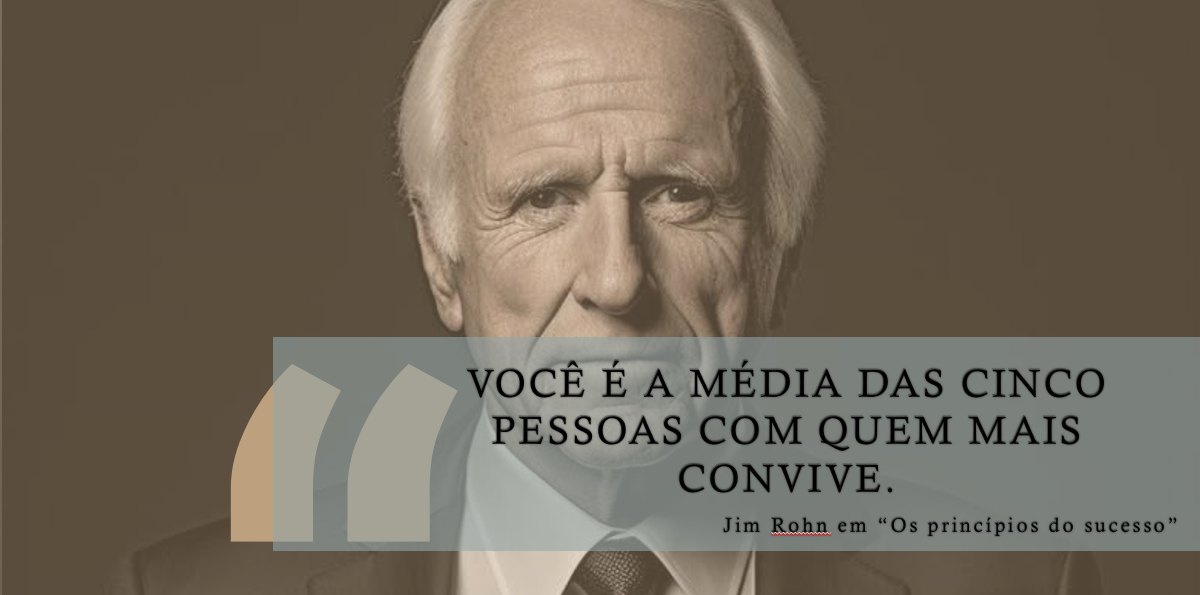 VOCÊ É A MÉDIA DAS CINCO
PESSOAS COM QUEM MAIS
CONVIVE.
Jim Rohn em “Os princípios do sucesso”